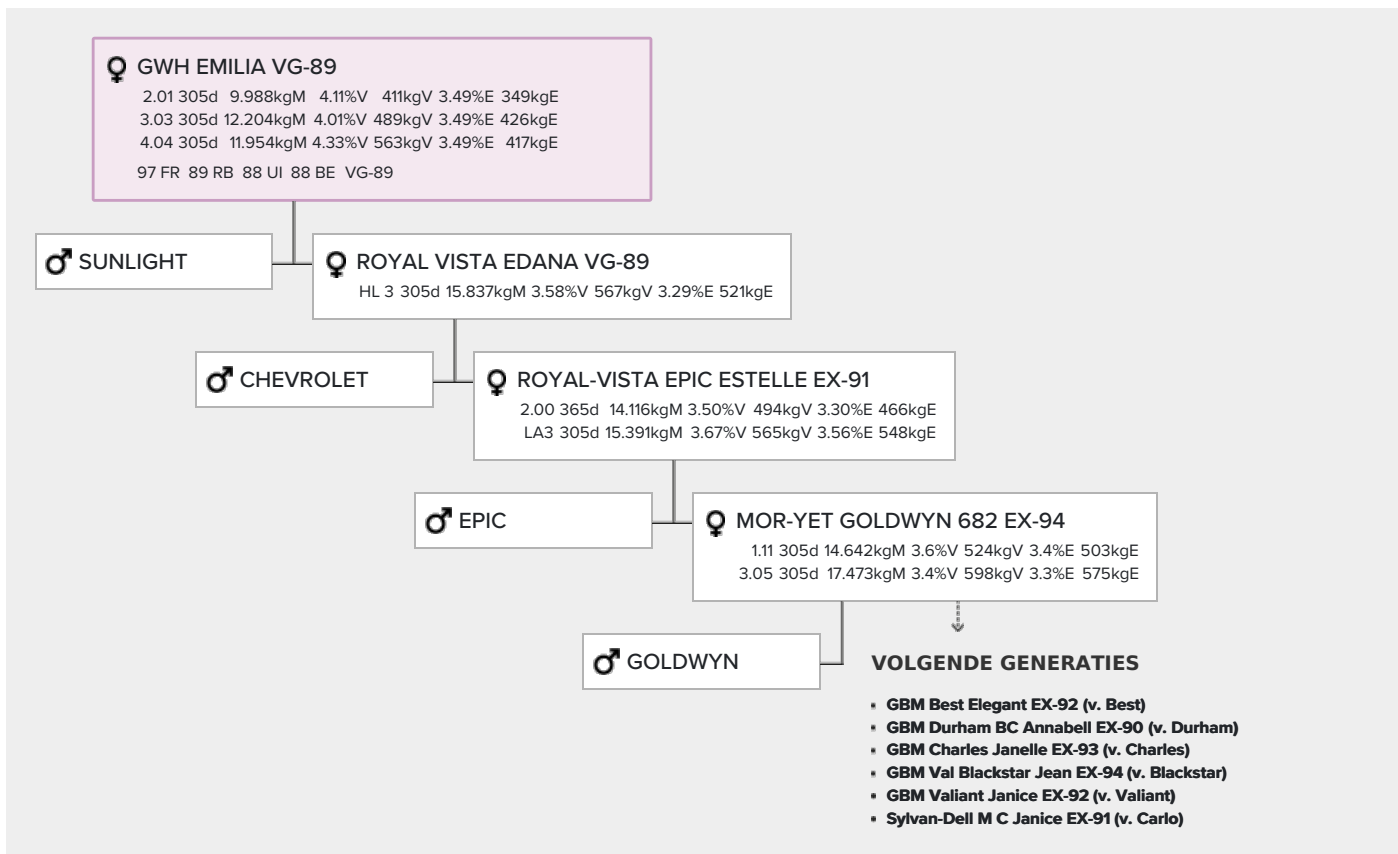 GWH EMILIA VG-89
2.01 305d 9.988kgM 4.11%V 411kgV 3.49%E 349kgE
3.03 305d 12.204kgM 4.01%V 489kgV 3.49%E 426kgE
4.04 305d 11.954kgM 4.33%V 563kgV 3.49%E 417kgE
97 FR 89 RB 88 UI 88 BE VG-89
SUNLIGHT
ROYAL VISTA EDANA VG-89
HL 3 305d 15.837kgM 3.58%V 567kgV 3.29%E 521kgE
CHEVROLET
ROYAL-VISTA EPIC ESTELLE EX-91
2.00 365d 14.116kgM 3.50%V 494kgV 3.30%E 466kgE
LA3 305d 15.391kgM 3.67%V 565kgV 3.56%E 548kgE
EPIC
MOR-YET GOLDWYN 682 EX-94
1.11 305d 14.642kgM 3.6%V 524kgV 3.4%E 503kgE
3.05 305d 17.473kgM 3.4%V 598kgV 3.3%E 575kgE
GOLDWYN
VOLGENDE GENERATIES
GBM Best Elegant EX-92 (v. Best)
GBM Durham BC Annabell EX-90 (v. Durham)
GBM Charles Janelle EX-93 (v. Charles)
GBM Val Blackstar Jean EX-94 (v. Blackstar)
GBM Valiant Janice EX-92 (v. Valiant)
Sylvan-Dell M C Janice EX-91 (v. Carlo)